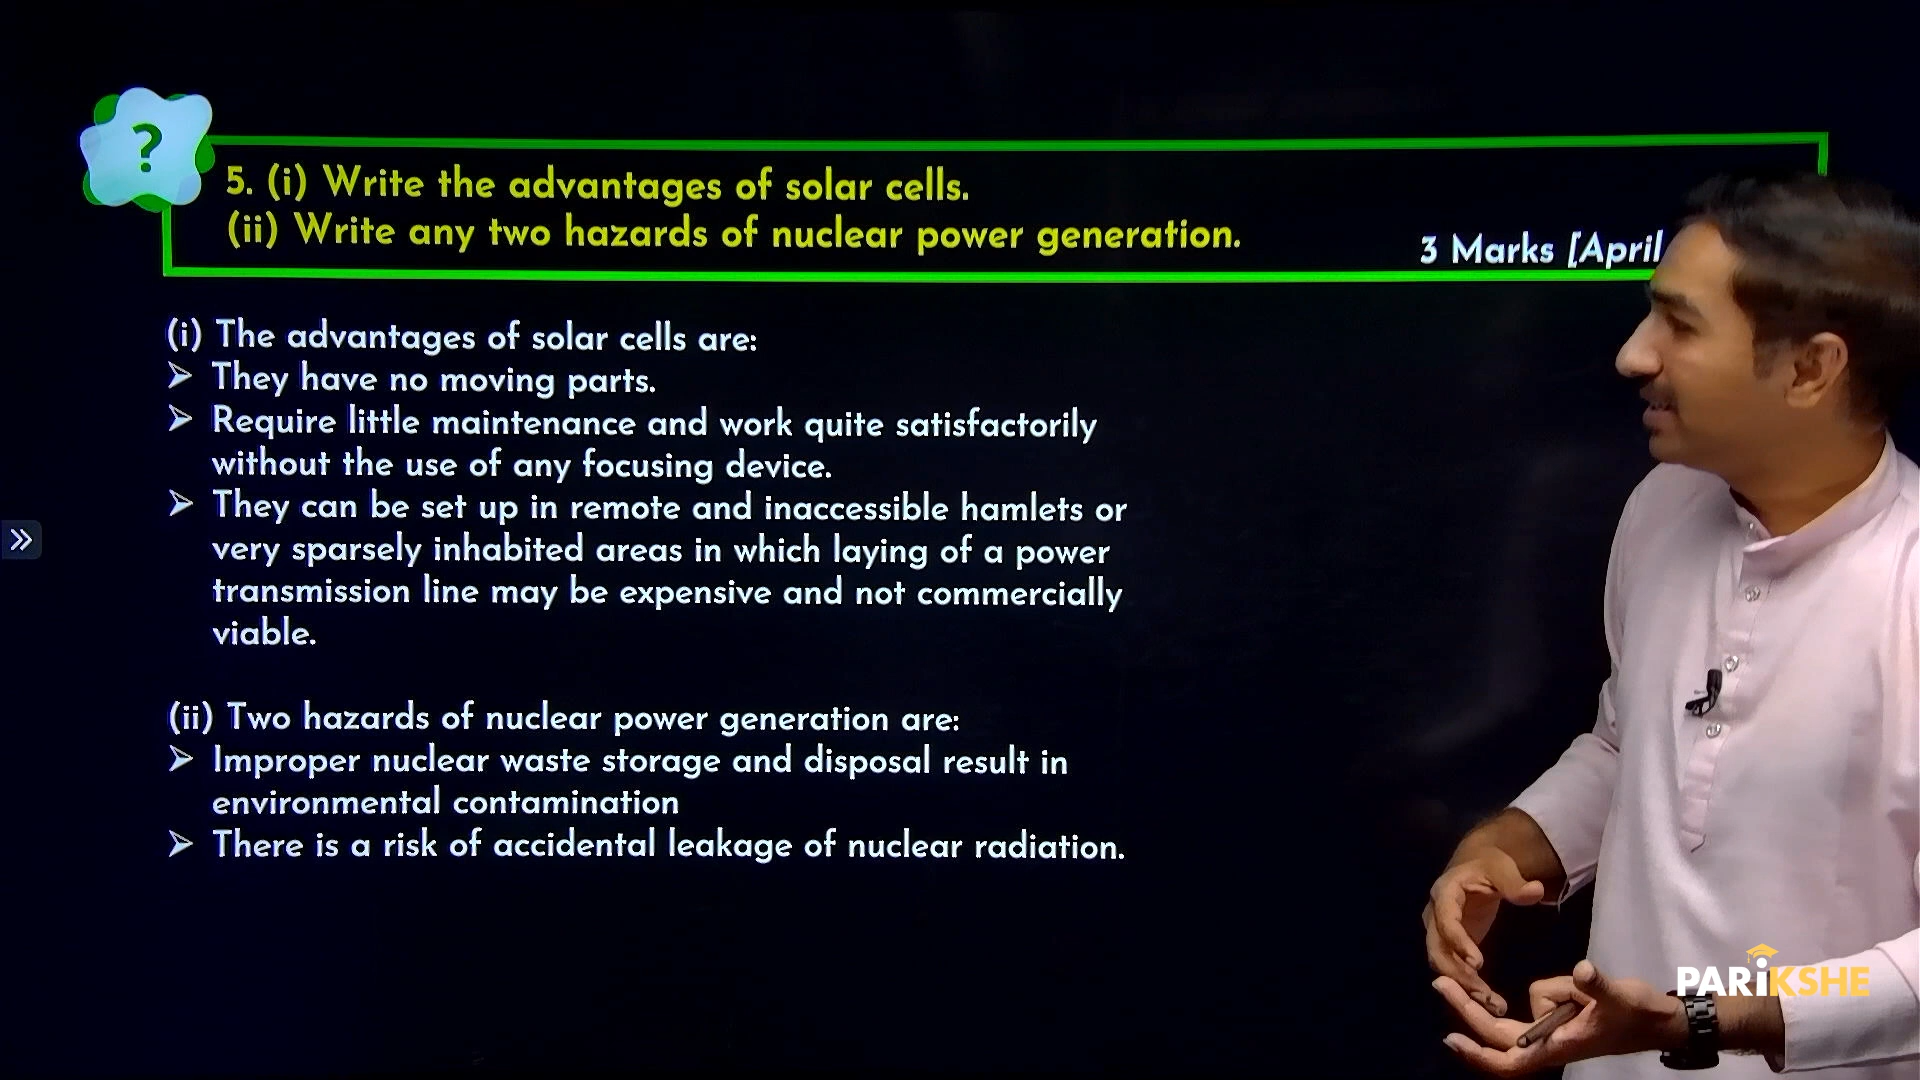 ?
5. (i) Write the advantages of solar cells.
(ii) Write any two hazards of nuclear power generation.
3 Marks [April
(i) The advantages of solar cells are:
➤ They have no moving parts.
➤ Require little maintenance and work quite satisfactorily
without the use of any focusing device.
➤ They can be set up in remote and inaccessible hamlets or
very sparsely inhabited areas in which laying of a power
transmission line may be expensive and not commercially
viable.
(ii) Two hazards of nuclear power generation are:
➤ Improper nuclear waste storage and disposal result in
environmental contamination
➤ There is a risk of accidental leakage of nuclear radiation.
PARiKSHE